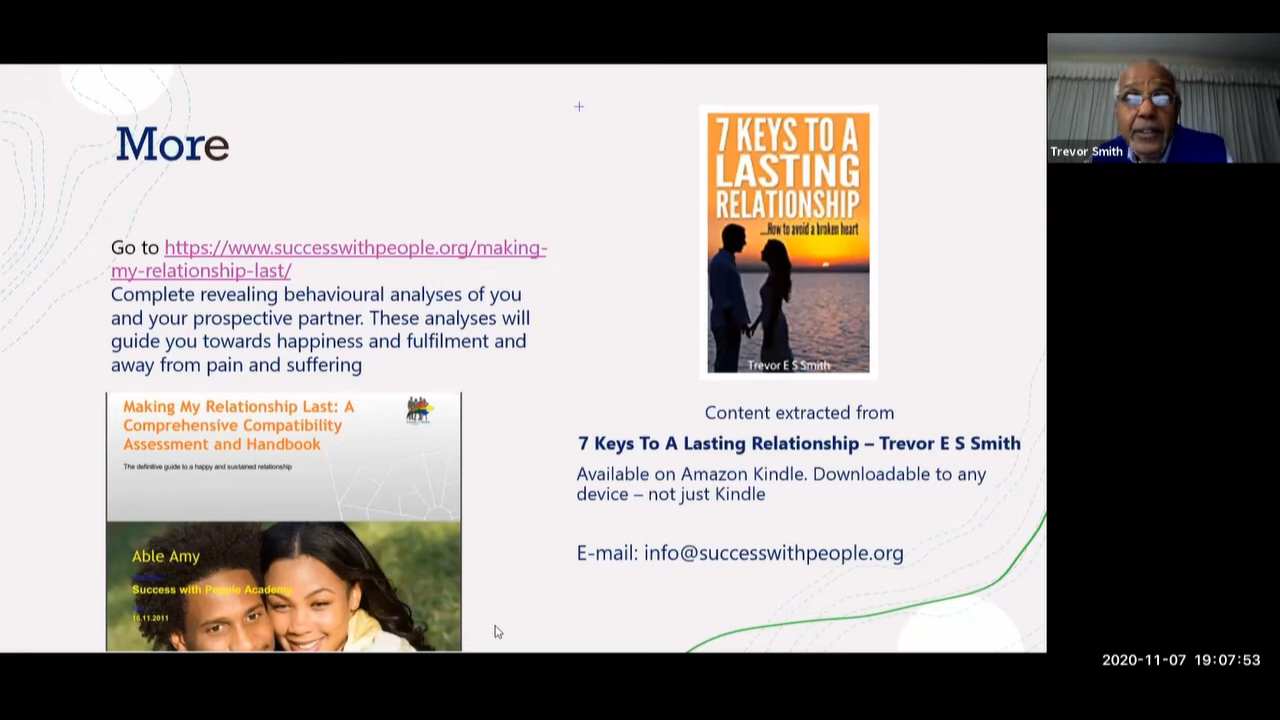 More
Go to https://www.successwithpeople.org/making-
my-relationship-last/
Complete revealing behavioural analyses of you
and your prospective partner. These analyses will
guide you towards happiness and fulfilment and
away from pain and suffering
Making My Relationship Last: A
Comprehensive Compatibility
Assessment and Handbook
The definitive guide to a happy and sustained relationship
Able Amy
Success with People Academy
16.11.2011
7 KEYS TO A
LASTING
RELATIONSHIP
....How to avoid a broken heart
Trevor E S Smith
Content extracted from
7 Keys To A Lasting Relationship – Trevor E S Smith
Available on Amazon Kindle. Downloadable to any
device – not just Kindle
E-mail: info@successwithpeople.org
Trevor Smith
2020-11-07 19:07:53